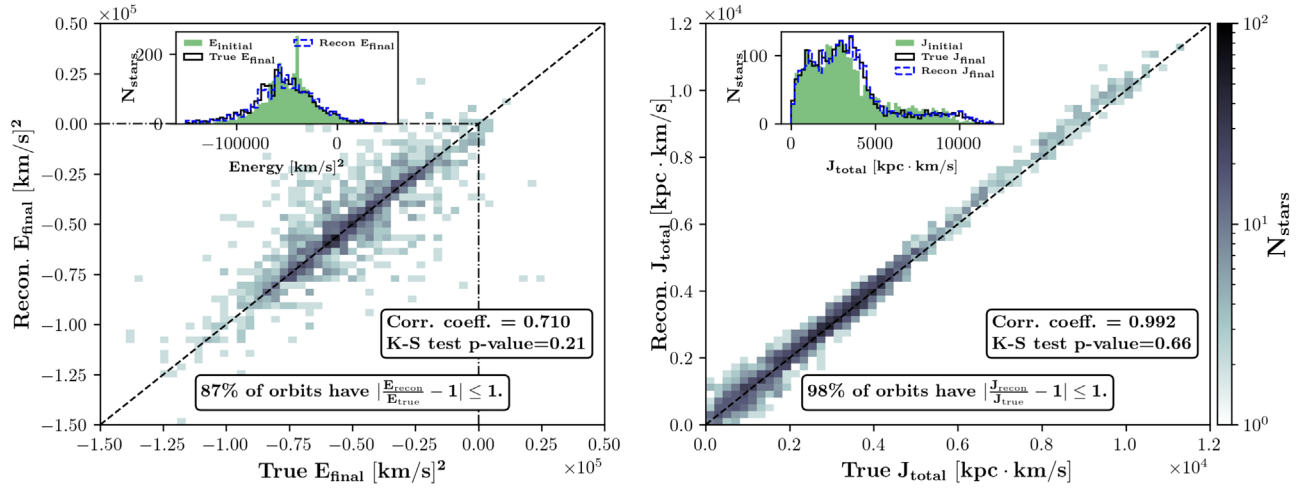 ×10⁵
0.50
0.25
0.00
−0.25
−0.50
−0.75
−1.00
−1.25
−1.50
Recon. E_final [km/s]²
200
0
N_stars
E_initial
True E_final
Recon E_final
−100000 0
Energy [km/s]²
Corr. coeff. = 0.710
K-S test p-value=0.21
87% of orbits have |E_recon/E_true − 1| ≤ 1.
−1.50 −1.25 −1.00 −0.75 −0.50 −0.25 0.00 0.25 0.50
×10⁵
True E_final [km/s]²
×10⁴
1.2
1.0
0.8
0.6
0.4
0.2
0.0
Recon. J_total [kpc · km/s]
100
0
N_stars
J_initial
True J_final
Recon J_final
0 5000 10000
J_total [kpc · km/s]
Corr. coeff. = 0.992
K-S test p-value=0.66
98% of orbits have |J_recon/J_true − 1| ≤ 1.
0.0 0.2 0.4 0.6 0.8 1.0 1.2
×10⁴
True J_total [kpc · km/s]
10²
10¹
10⁰
N_stars